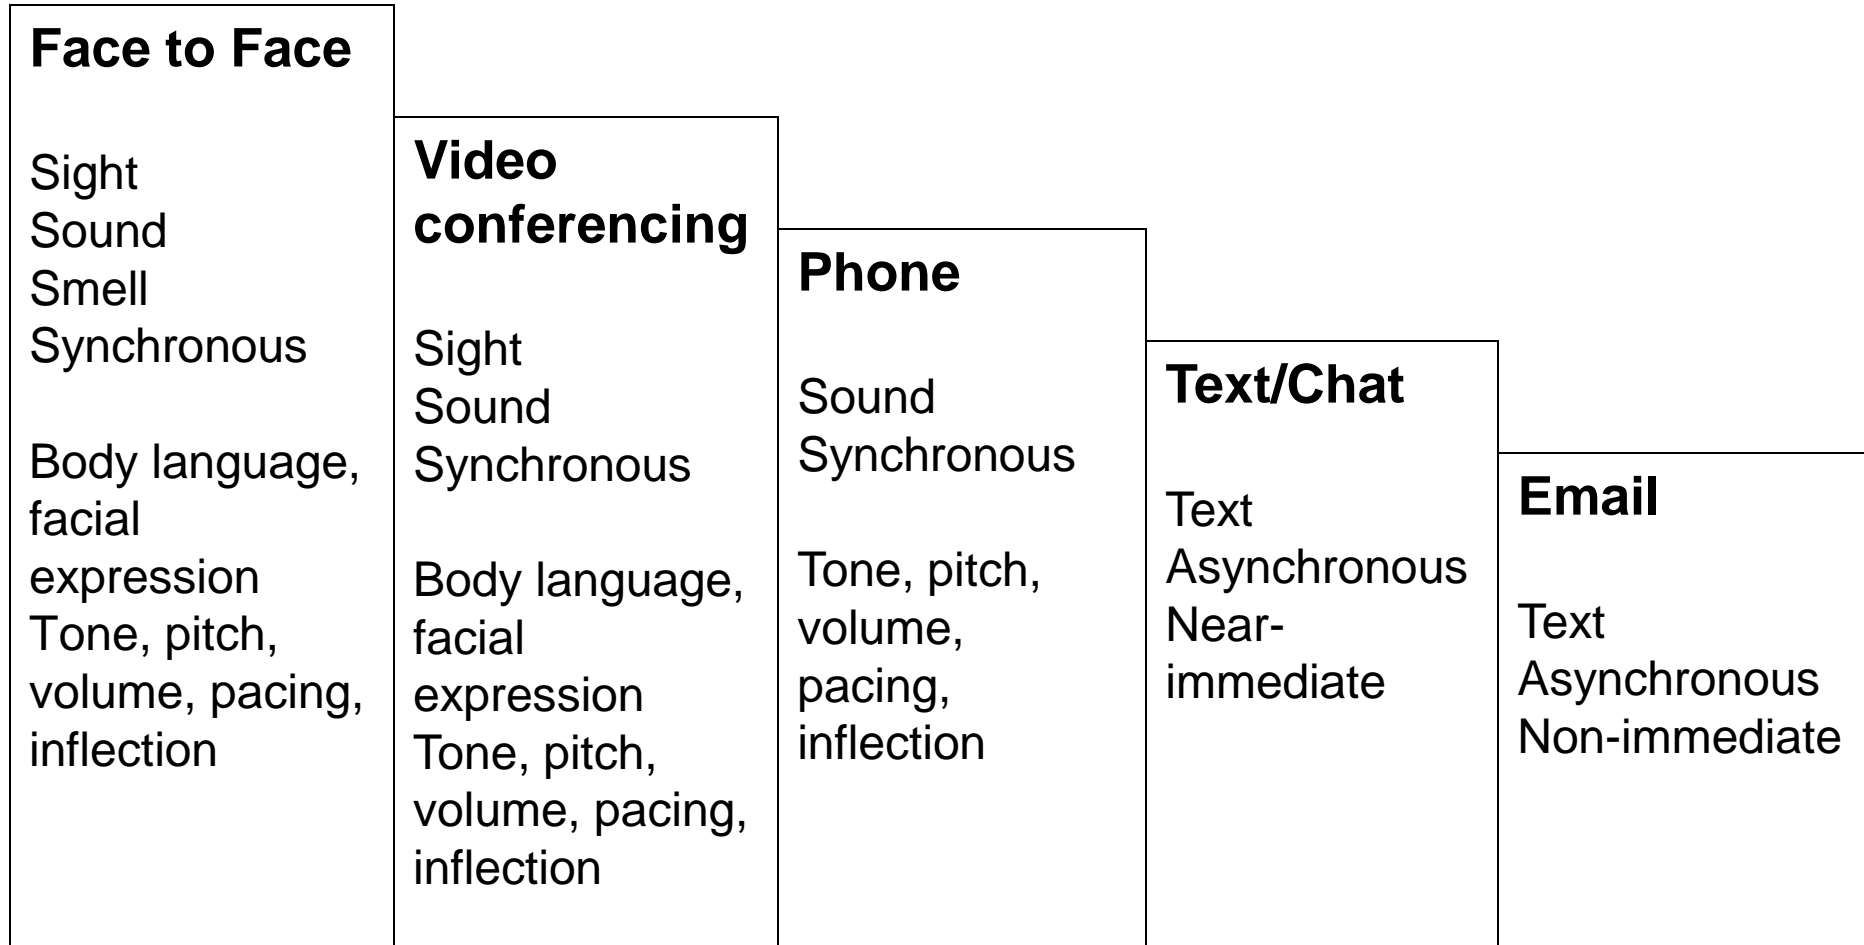 Face to Face
Sight
Sound
Smell
Synchronous
Body language,
facial
expression
Tone, pitch,
volume, pacing,
inflection
Video
conferencing
Sight
Sound
Synchronous
Body language,
facial
expression
Tone, pitch,
volume, pacing,
inflection
Phone
Sound
Synchronous
Tone, pitch,
volume,
pacing,
inflection
Text/Chat
Text
Asynchronous
Near-
immediate
Email
Text
Asynchronous
Non-immediate